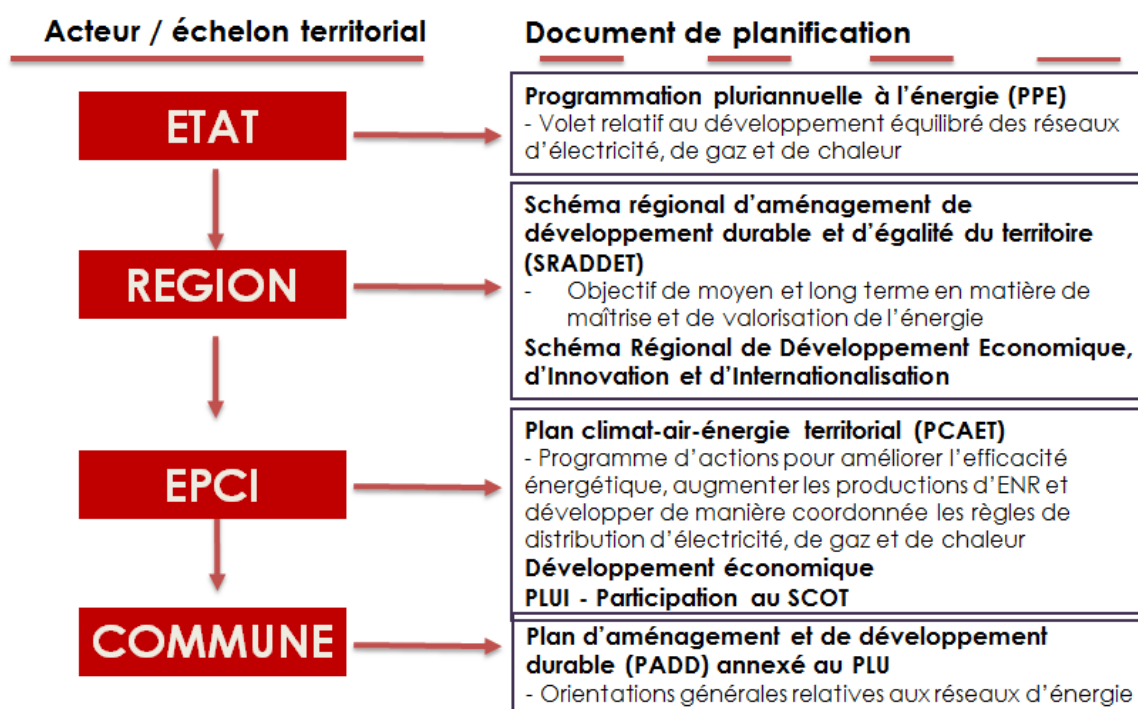 Acteur / échelon territorial
Document de planification
ETAT
Programmation pluriannuelle à l'énergie (PPE)
- Volet relatif au développement équilibré des réseaux
d'électricité, de gaz et de chaleur
REGION
Schéma régional d'aménagement de
développement durable et d'égalité du territoire
(SRADDET)
- Objectif de moyen et long terme en matière de
maîtrise et de valorisation de l'énergie
Schéma Régional de Développement Economique,
d'Innovation et d'Internationalisation
EPCI
Plan climat-air-énergie territorial (PCAET)
- Programme d'actions pour améliorer l'efficacité
énergétique, augmenter les productions d'ENR et
développer de manière coordonnée les règles de
distribution d'électricité, de gaz et de chaleur
Développement économique
PLUI - Participation au SCOT
COMMUNE
Plan d'aménagement et de développement
durable (PADD) annexé au PLU
- Orientations générales relatives aux réseaux d'énergie